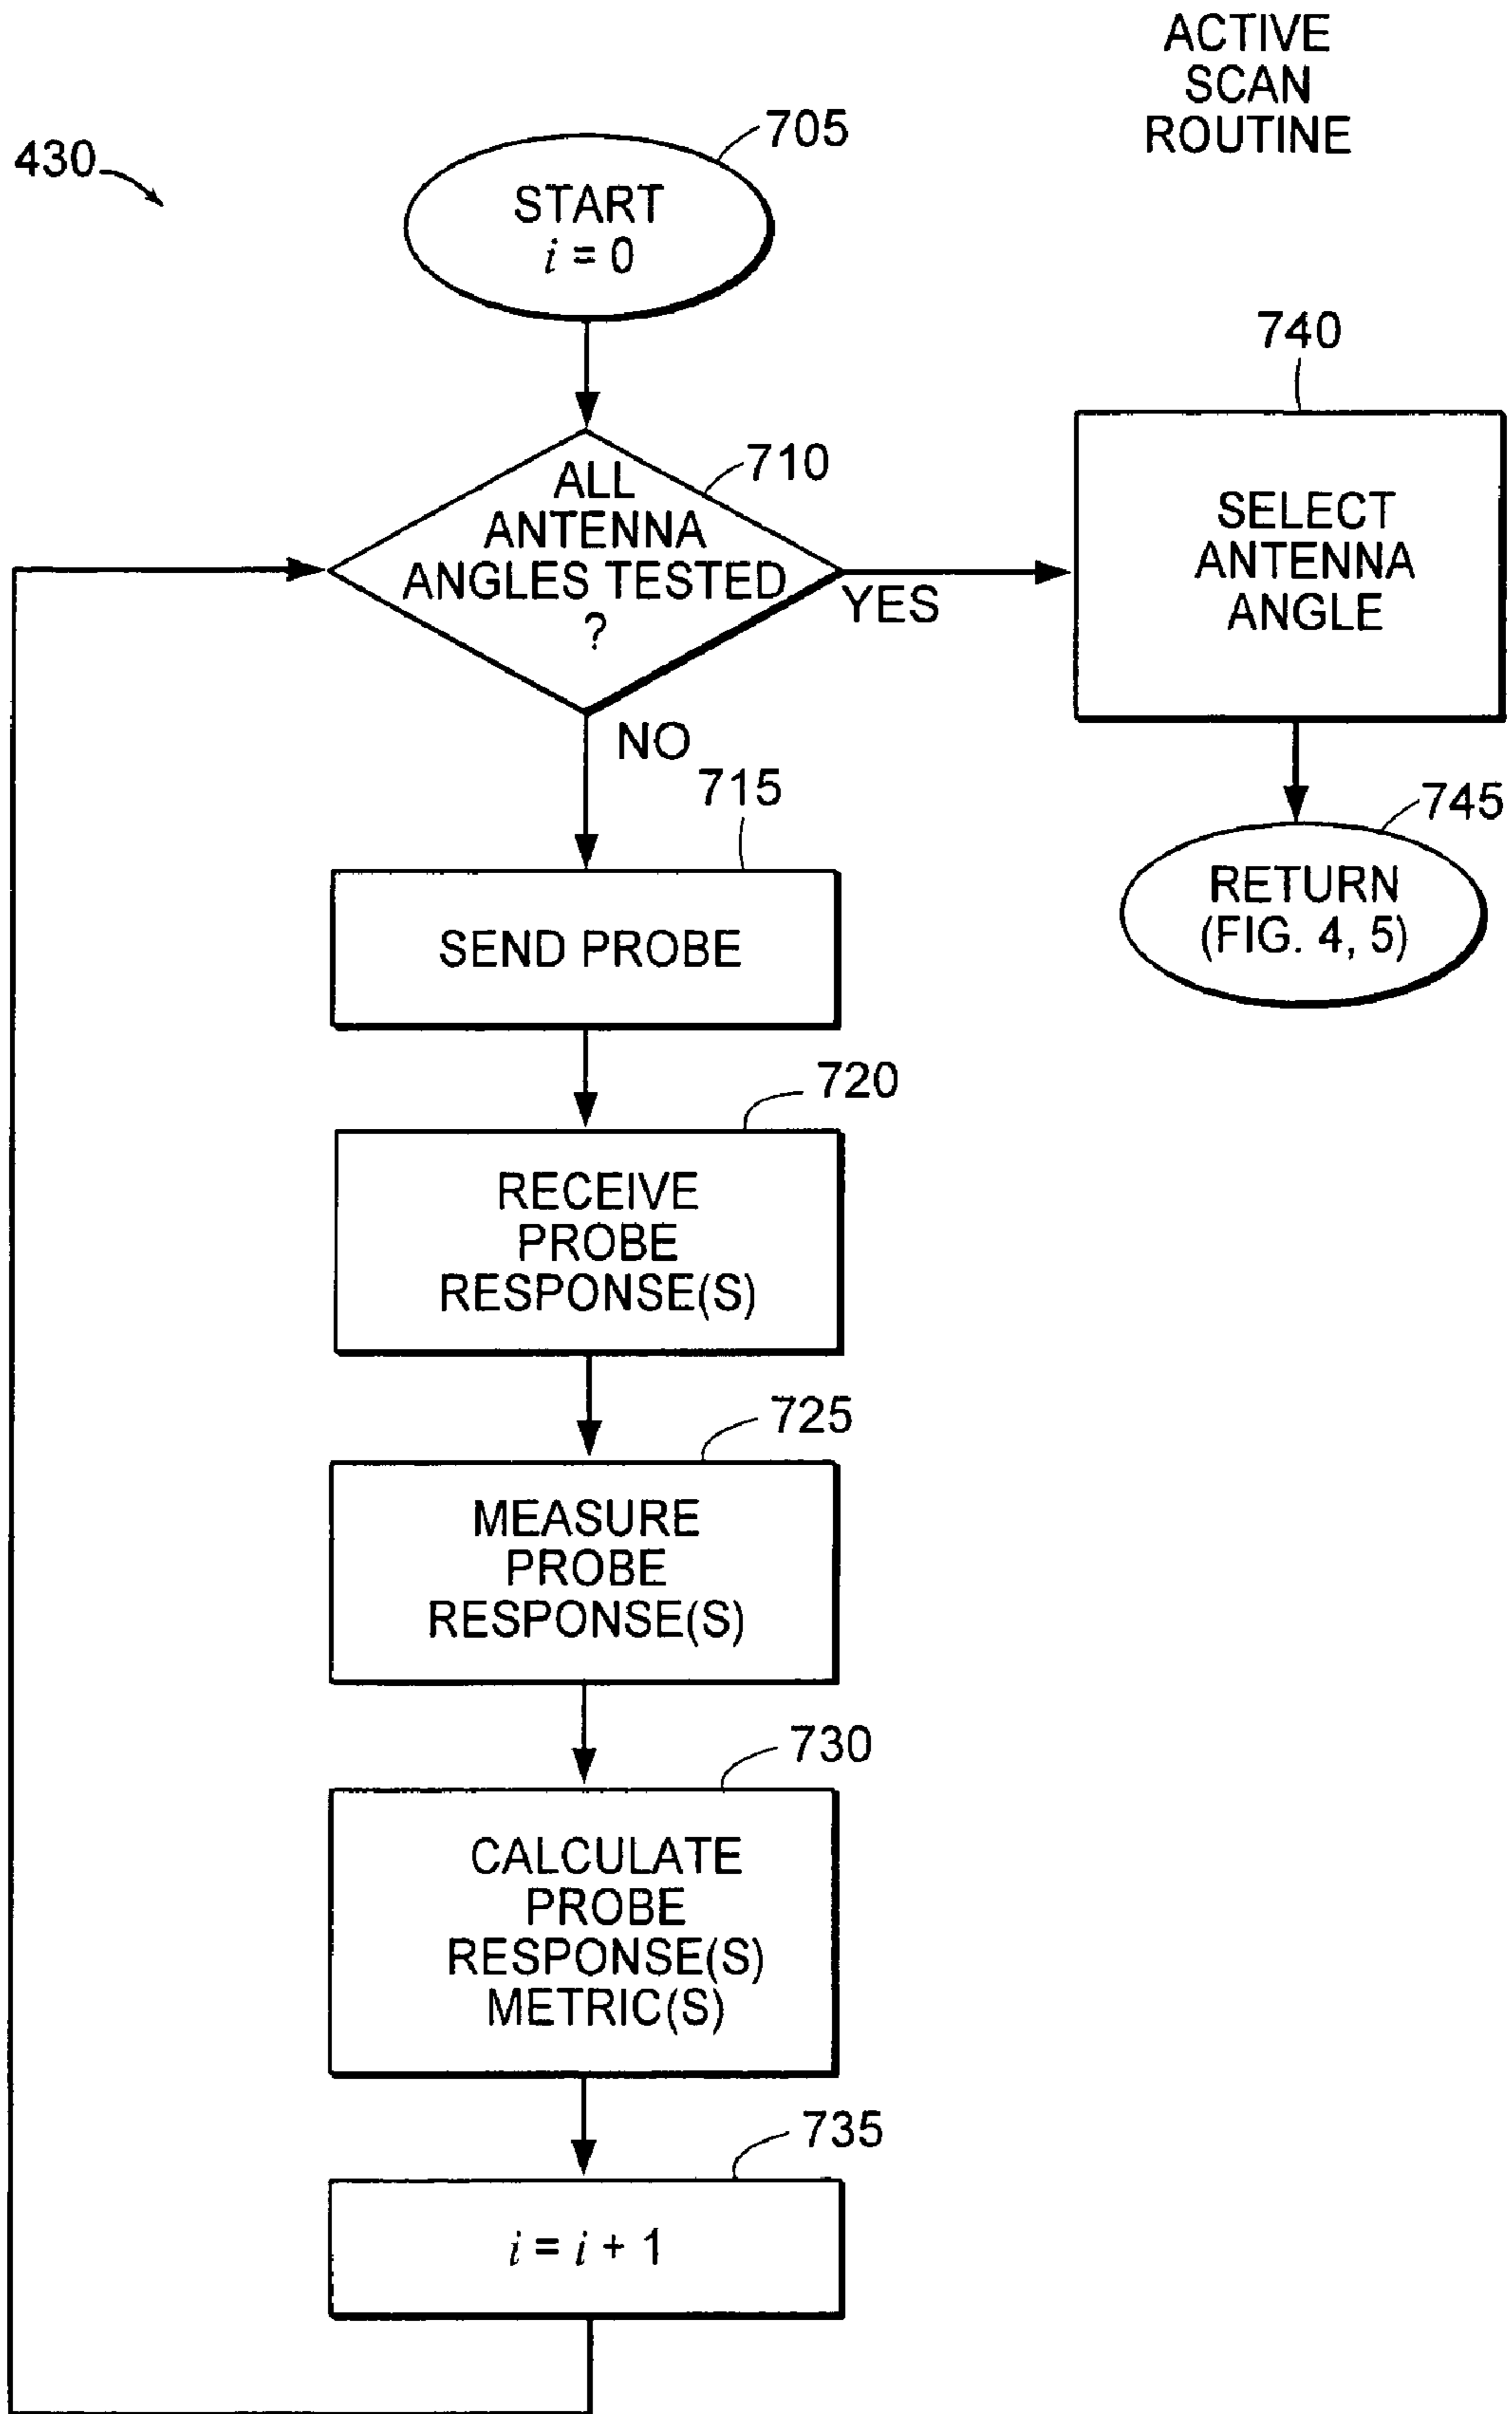 ACTIVE
SCAN
ROUTINE
430
705
START
i = 0
710
ALL
ANTENNA
ANGLES TESTED
?
YES
NO
740
SELECT
ANTENNA
ANGLE
745
RETURN
(FIG. 4, 5)
715
SEND PROBE
720
RECEIVE
PROBE
RESPONSE(S)
725
MEASURE
PROBE
RESPONSE(S)
730
CALCULATE
PROBE
RESPONSE(S)
METRIC(S)
735
i = i + 1